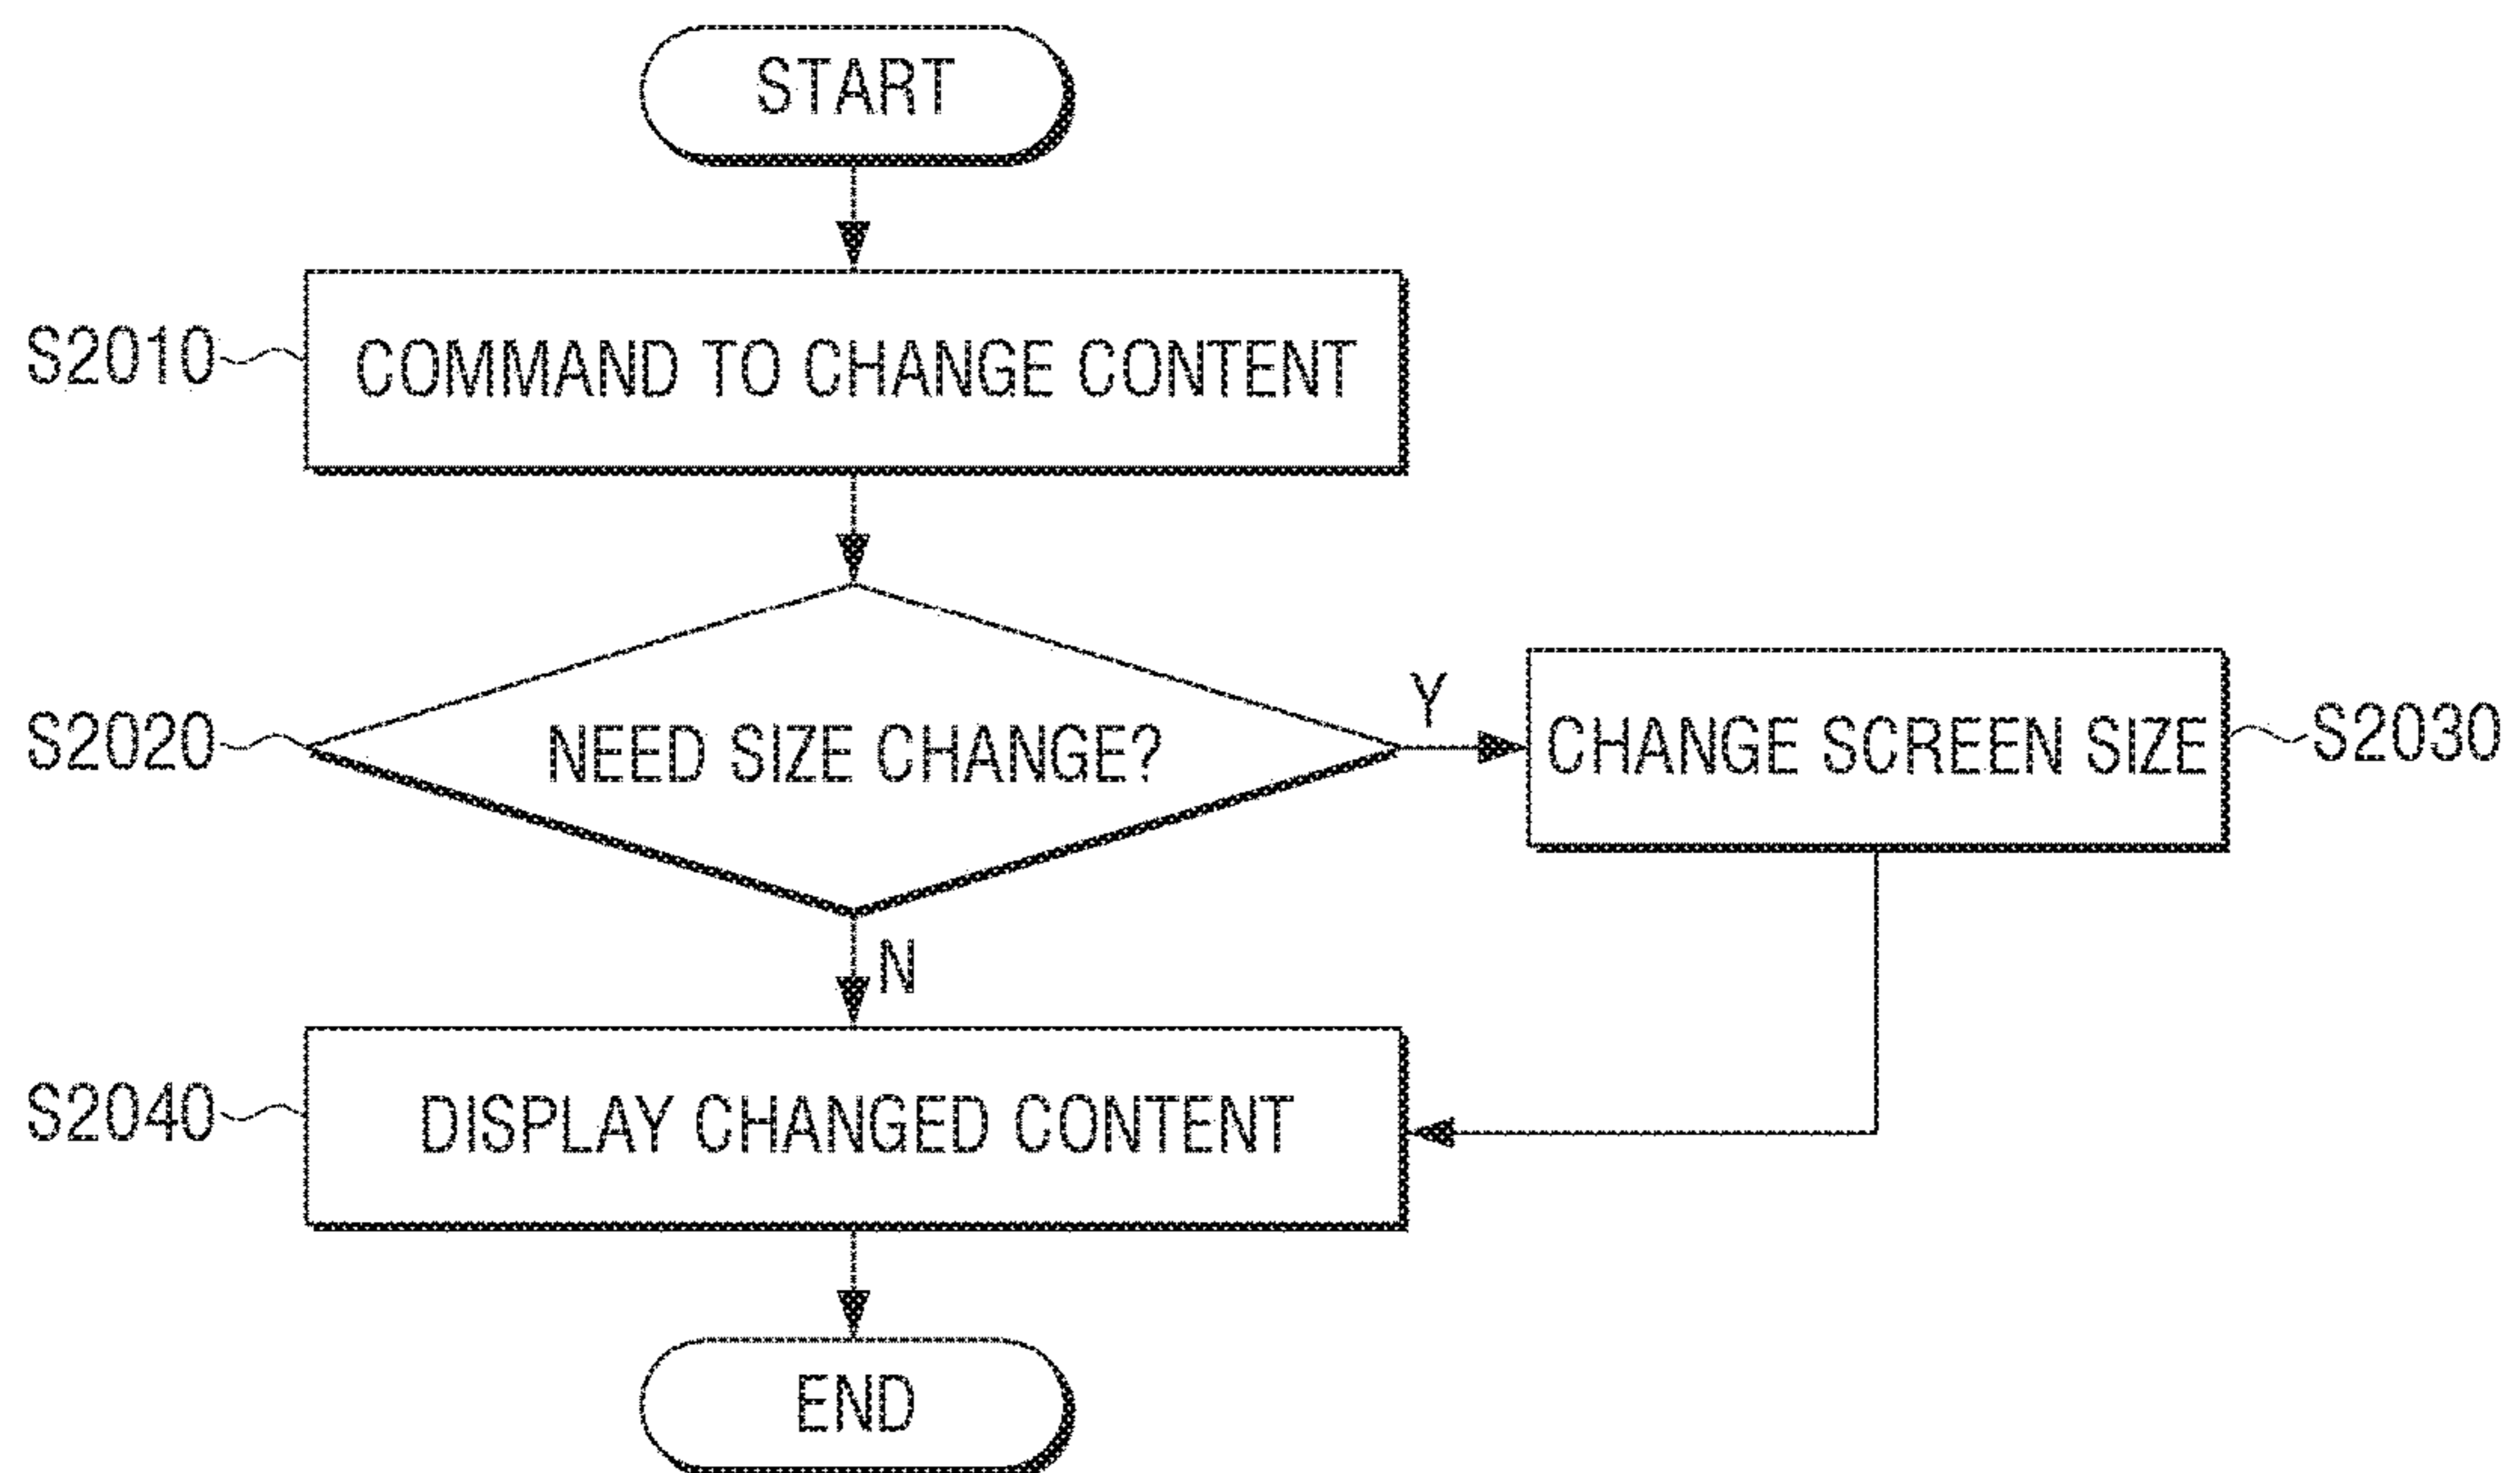 START
S2010
COMMAND TO CHANGE CONTENT
S2020
NEED SIZE CHANGE?
Y
CHANGE SCREEN SIZE
S2030
N
S2040
DISPLAY CHANGED CONTENT
END